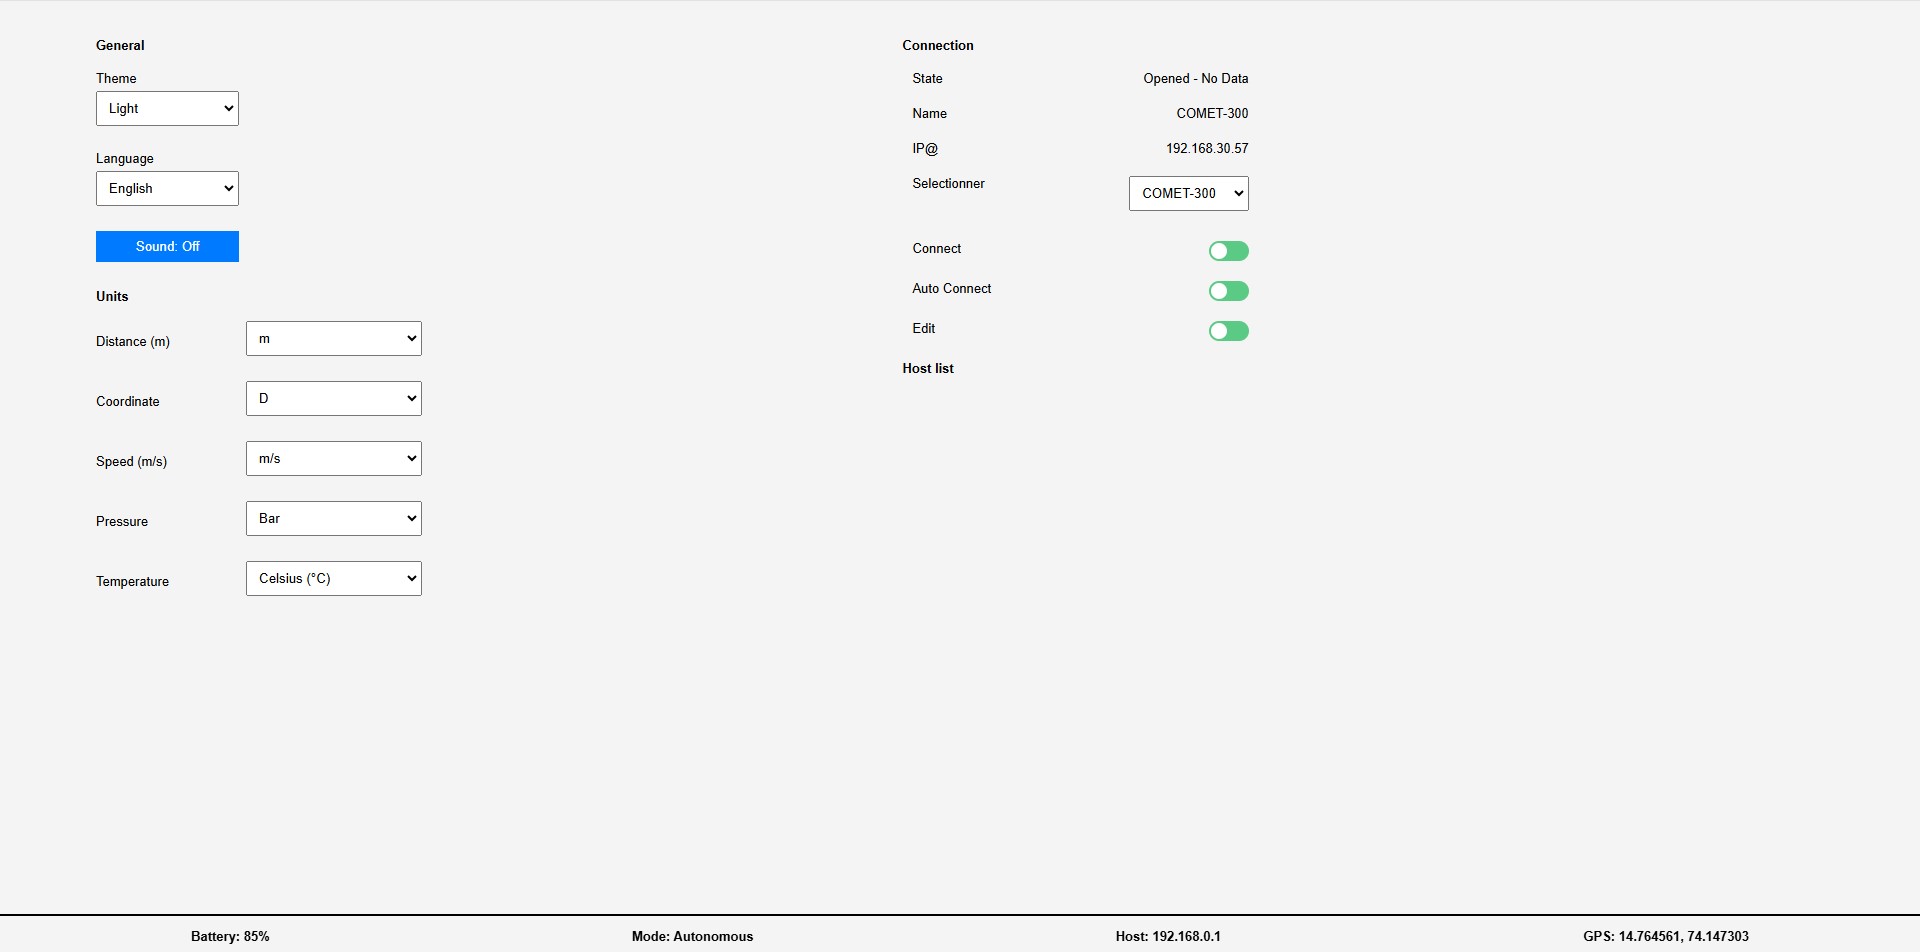 General
Theme
Light
Language
English
Sound: Off
Units
Distance (m) m
Coordinate D
Speed (m/s) m/s
Pressure Bar
Temperature Celsius (°C)
Connection
State Opened - No Data
Name COMET-300
IP@ 192.168.30.57
Selectionner COMET-300
Connect
Auto Connect
Edit
Host list
Battery: 85% Mode: Autonomous Host: 192.168.0.1 GPS: 14.764561, 74.147303